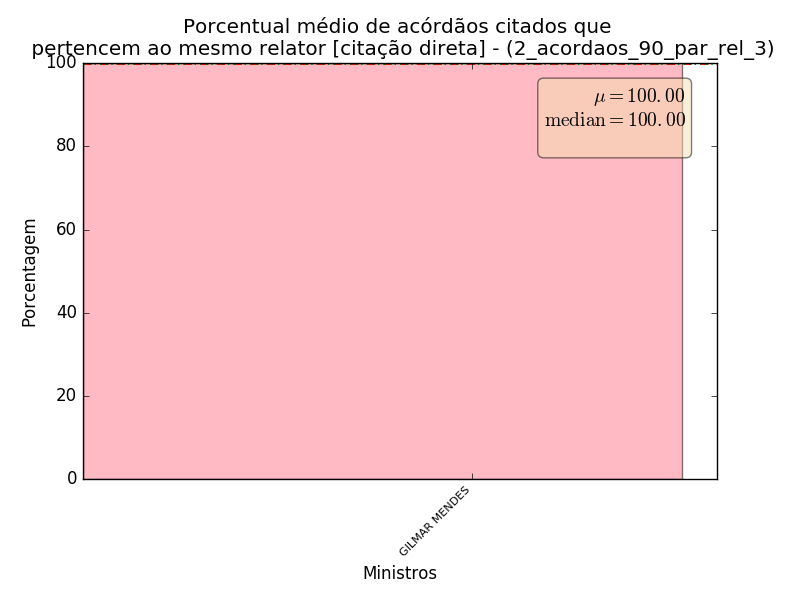 Porcentual médio de acórdãos citados que
pertencem ao mesmo relator [citação direta] - (2_acordaos_90_par_rel_3)
100
80
60
40
20
0
Porcentagem
μ = 100.00
median = 100.00
GILMAR MENDES
Ministros